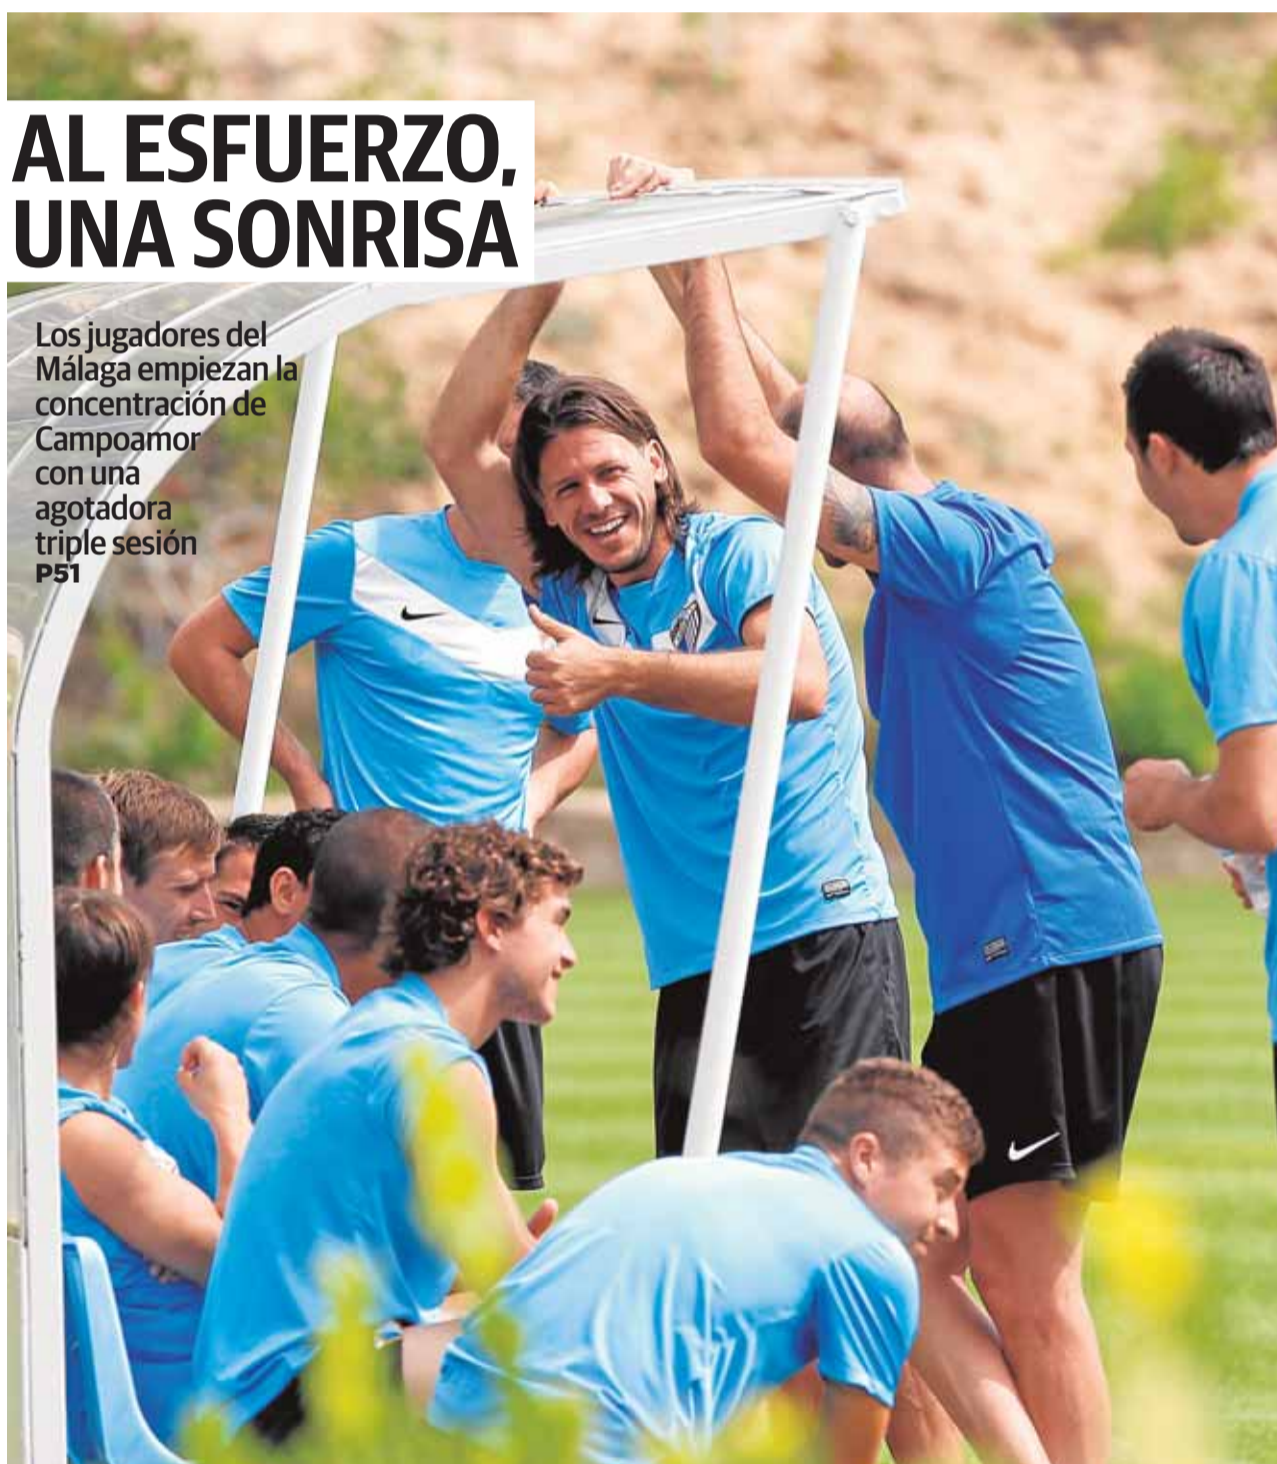 AL ESFUERZO,
UNA SONRISA
Los jugadores del
Málaga empiezan la
concentración de
Campoamor
con una
agotadora
triple sesión
P51